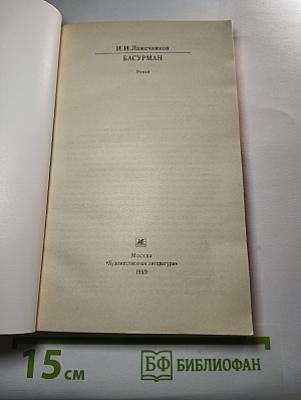 И. И. Лажечников
БАСУРМАН
Роман
Москва
«Художественная литература»
1989
15 см
БФ БИБЛИОФАН